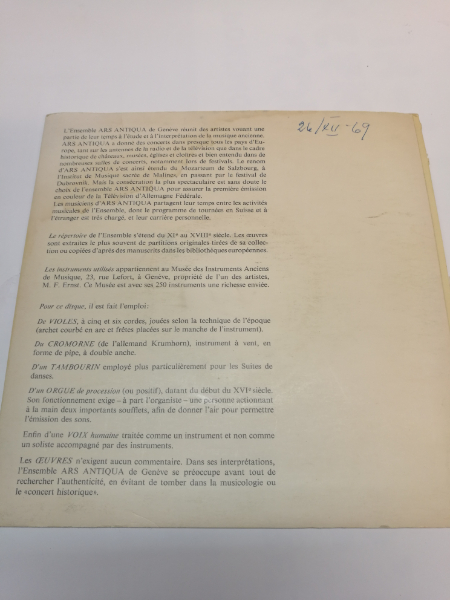 26/XII-69
L'Ensemble ARS ANTIQUA de Genève réunit des artistes vouant une
partie de leur temps à l'étude et à l'interprétation de la musique ancienne.
ARS ANTIQUA a donné des concerts dans presque tous les pays d'Eu-
rope, tant sur les antennes de la radio et de la télévision que dans le cadre
historique de châteaux, musées, églises et cloîtres et bien entendu dans de
nombreuses salles de concerts, notamment lors de festivals. Le renom
d'ARS ANTIQUA s'est ainsi étendu du Mozarteum de Salzbourg, à
l'Institut de Musique sacrée de Malines, en passant par le festival de
Dubrovnik. Mais la consécration la plus spectaculaire est sans doute le
choix de l'ensemble ARS ANTIQUA pour assurer la première émission
en couleur de la Télévision d'Allemagne Fédérale.
Les musiciens d'ARS ANTIQUA partagent leur temps entre les activités
musicales de l'Ensemble, dont le programme de tournées en Suisse et à
l'étranger est très chargé, et leur carrière personnelle.
Le répertoire de l'Ensemble s'étend du XIe au XVIIIe siècle. Les œuvres
sont extraites le plus souvent de partitions originales tirées de sa collec-
tion ou copiées d'après des manuscrits dans les bibliothèques européennes.
Les instruments utilisés appartiennent au Musée des Instruments Anciens
de Musique, 23, rue Lefort, à Genève, propriété de l'un des artistes,
M. F. Ernst. Ce Musée est avec ses 250 instruments une richesse enviée.
Pour ce disque, il est fait l'emploi:
De VIOLES, à cinq et six cordes, jouées selon la technique de l'époque
(archet courbé en arc et frêtes placées sur le manche de l'instrument).
Du CROMORNE (de l'allemand Krumhorn), instrument à vent, en
forme de pipe, à double anche.
D'un TAMBOURIN employé plus particulièrement pour les Suites de
danses.
D'un ORGUE de procession (ou positif), datant du début du XVIe siècle.
Son fonctionnement exige – à part l'organiste – une personne actionnant
à la main deux importants soufflets, afin de donner l'air pour permettre
l'émission des sons.
Enfin d'une VOIX humaine traitée comme un instrument et non comme
un soliste accompagné par des instruments.
Les ŒUVRES n'exigent aucun commentaire. Dans ses interprétations,
l'Ensemble ARS ANTIQUA de Genève se préoccupe avant tout de
rechercher l'authenticité, en évitant de tomber dans la musicologie ou
le «concert historique».